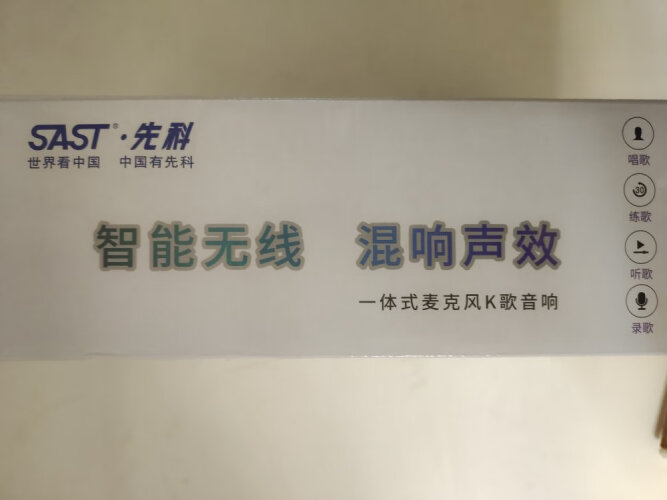 SAST®·先科
世界看中国 中国有先科
智能无线 混响声效
一体式麦克风K歌音响
唱歌
30
练歌
听歌
录歌